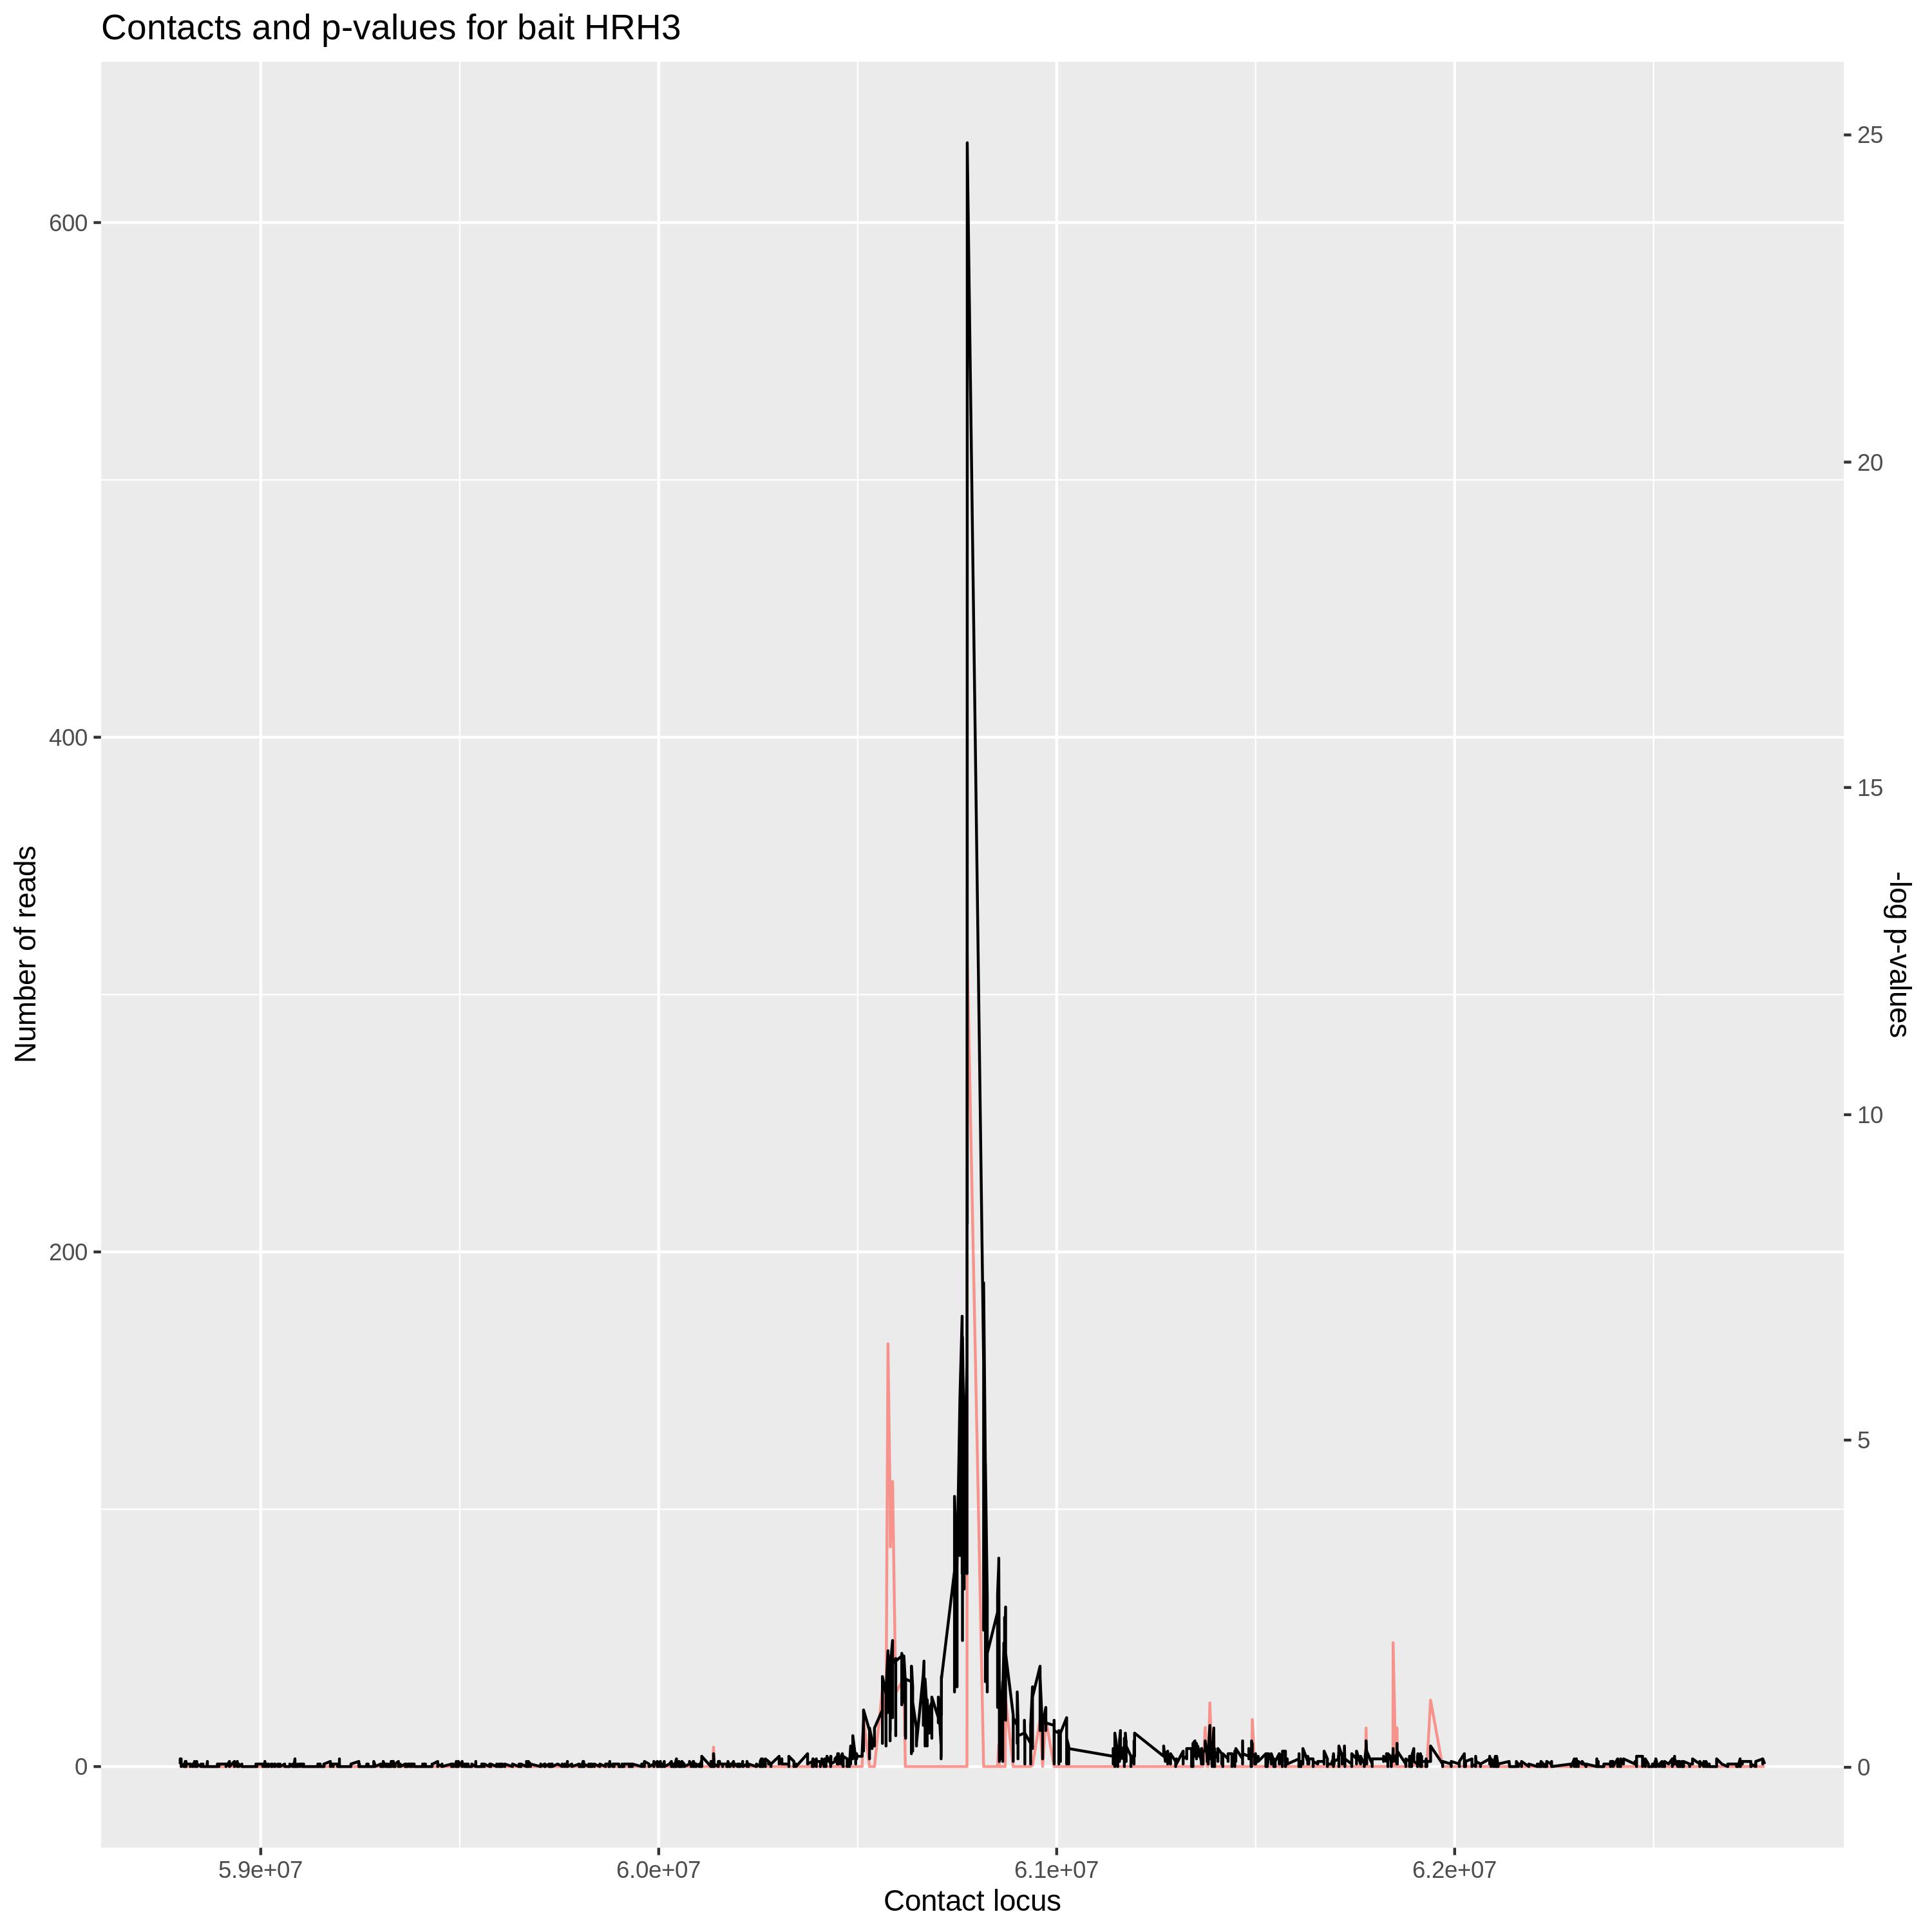 Contacts and p-values for bait HRH3
600
400
200
0
Number of reads
25
20
15
10
5
0
-log p-values
5.9e+07
6.0e+07
6.1e+07
6.2e+07
Contact locus